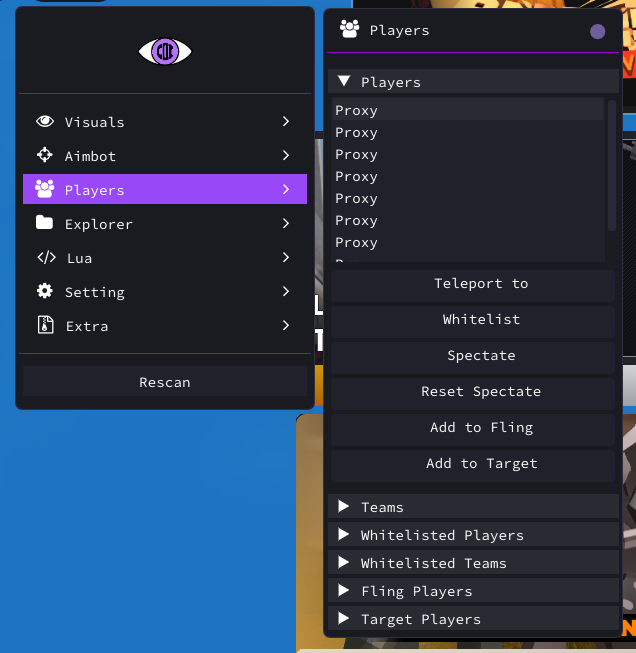 Visuals
Aimbot
Players
Explorer
Lua
Setting
Extra
Rescan
Players
Players
Proxy
Proxy
Proxy
Proxy
Proxy
Proxy
Proxy
Teleport to
Whitelist
Spectate
Reset Spectate
Add to Fling
Add to Target
Teams
Whitelisted Players
Whitelisted Teams
Fling Players
Target Players